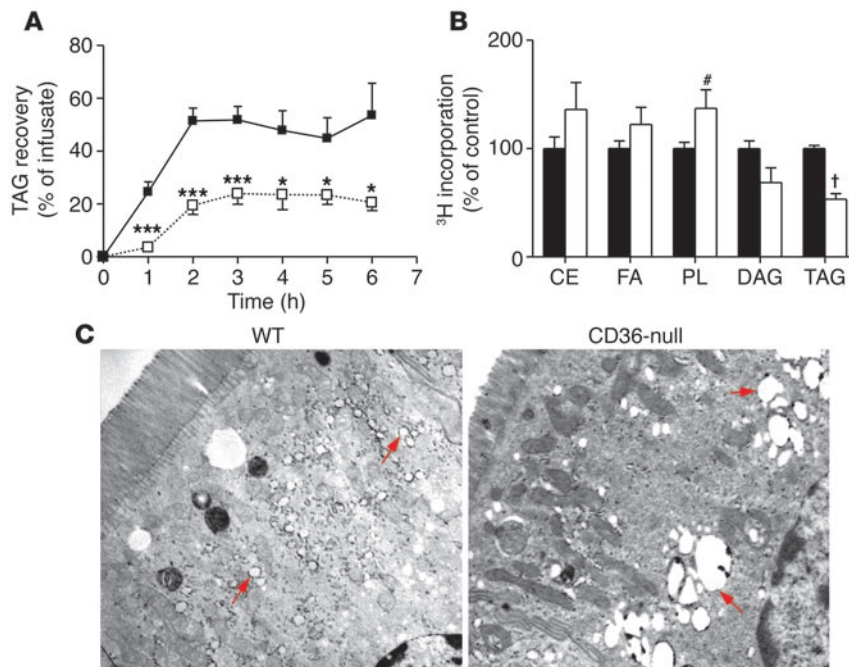 A
TAG recovery
(% of infusate)
80
60
40
20
0
***
***
***
*
*
*
0 1 2 3 4 5 6 7
Time (h)
B
³H incorporation
(% of control)
200
150
100
0
#
†
CE FA PL DAG TAG
C
WT
CD36-null